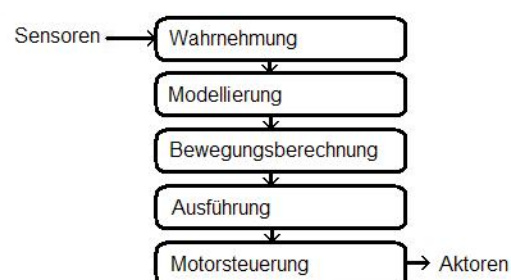 Sensoren
Wahrnehmung
Modellierung
Bewegungsberechnung
Ausführung
Motorsteuerung
Aktoren